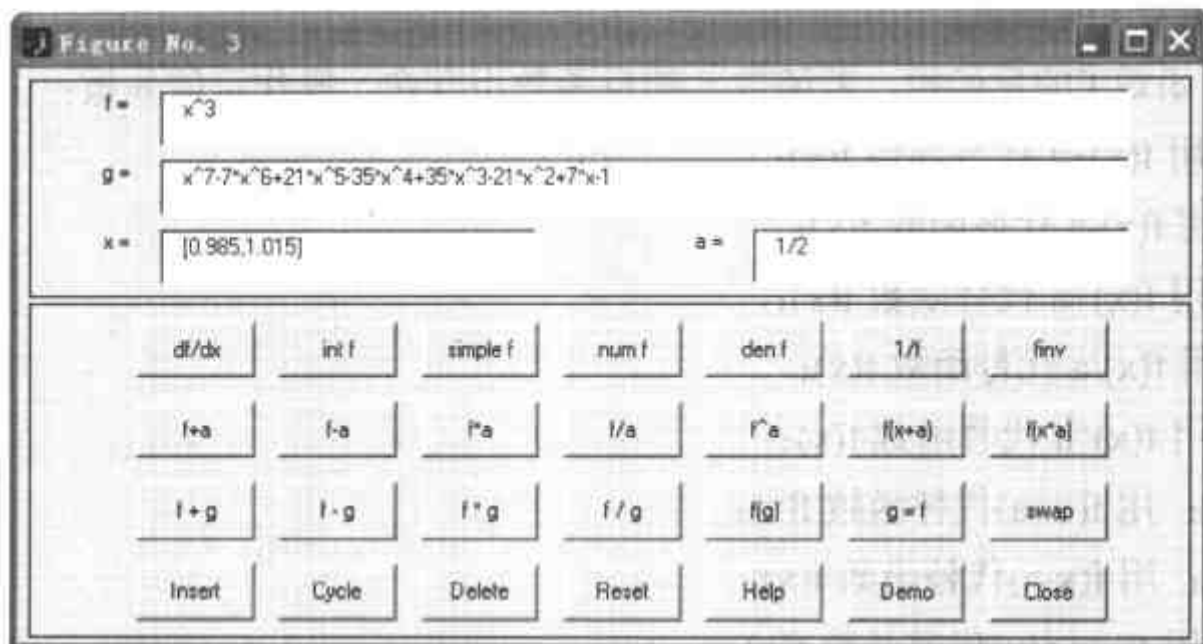 Figure No. 3
f = x^3
g = x^7-7*x^6+21*x^5-35*x^4+35*x^3-21*x^2+7*x-1
x = [0.985,1.015] a = 1/2
df/dx int f simple f num f den f 1/f finv
f+a f-a f*a f/a f^a f(x+a) f(x*a)
f + g f - g f * g f / g f(g) g = f swap
Insert Cycle Delete Reset Help Demo Close